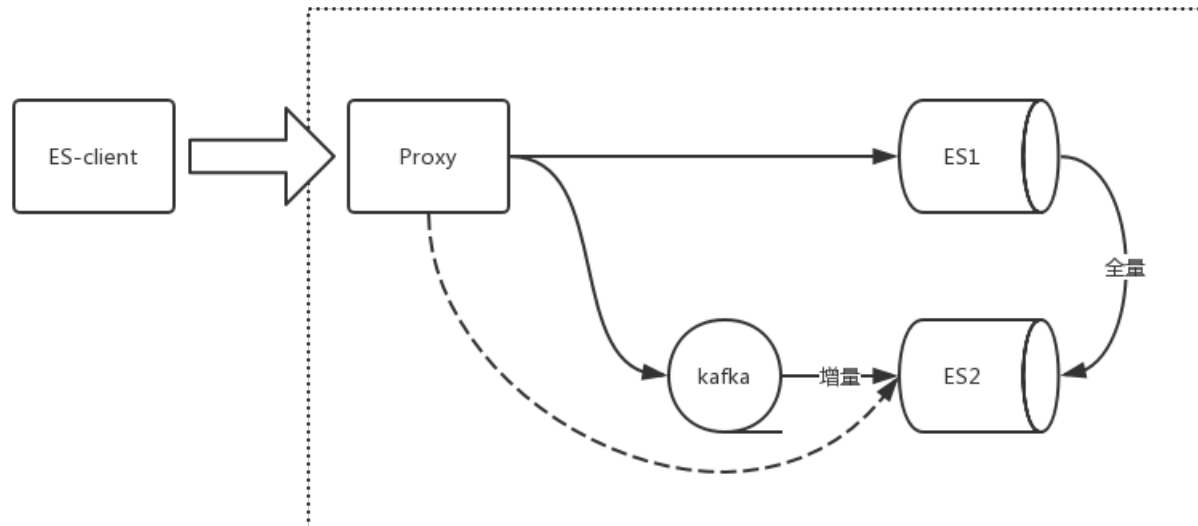 ES-client
Proxy
ES1
全量
kafka
增量
ES2